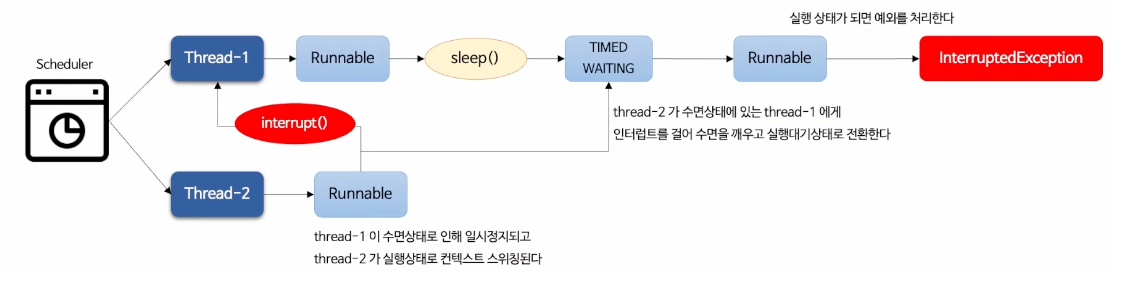 실행 상태가 되면 예외를 처리한다
Scheduler
Thread-1
Runnable
sleep()
TIMED
WAITING
Runnable
InterruptedException
interrupt()
thread-2 가 수면상태에 있는 thread-1 에게
인터럽트를 걸어 수면을 깨우고 실행대기상태로 전환한다
Thread-2
Runnable
thread-1 이 수면상태로 인해 일시정지되고
thread-2 가 실행상태로 컨텍스트 스위칭된다